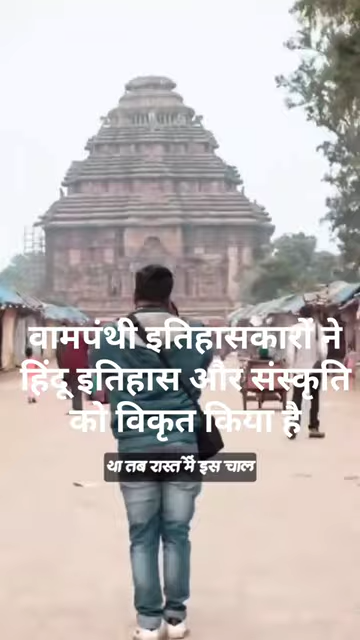 वामपंथी इतिहासकारों ने
हिंदू इतिहास और संस्कृति
को विकृत किया है
था तब रास्त मैं इस चाल